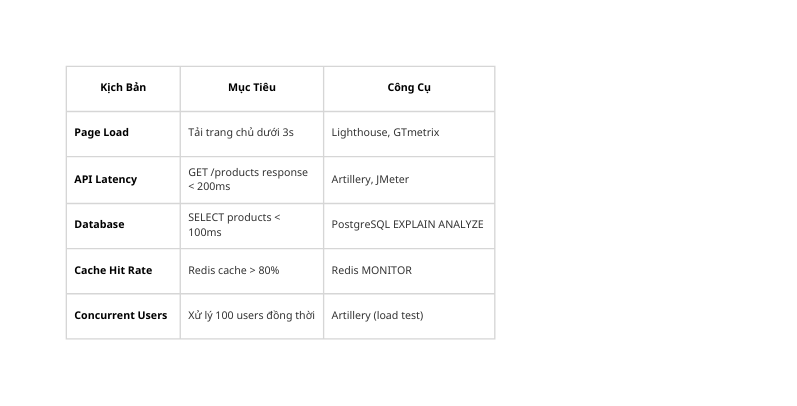 Kịch Bản Mục Tiêu Công Cụ
Page Load Tải trang chủ dưới 3s Lighthouse, GTmetrix
API Latency GET /products response < 200ms Artillery, JMeter
Database SELECT products < 100ms PostgreSQL EXPLAIN ANALYZE
Cache Hit Rate Redis cache > 80% Redis MONITOR
Concurrent Users Xử lý 100 users đồng thời Artillery (load test)